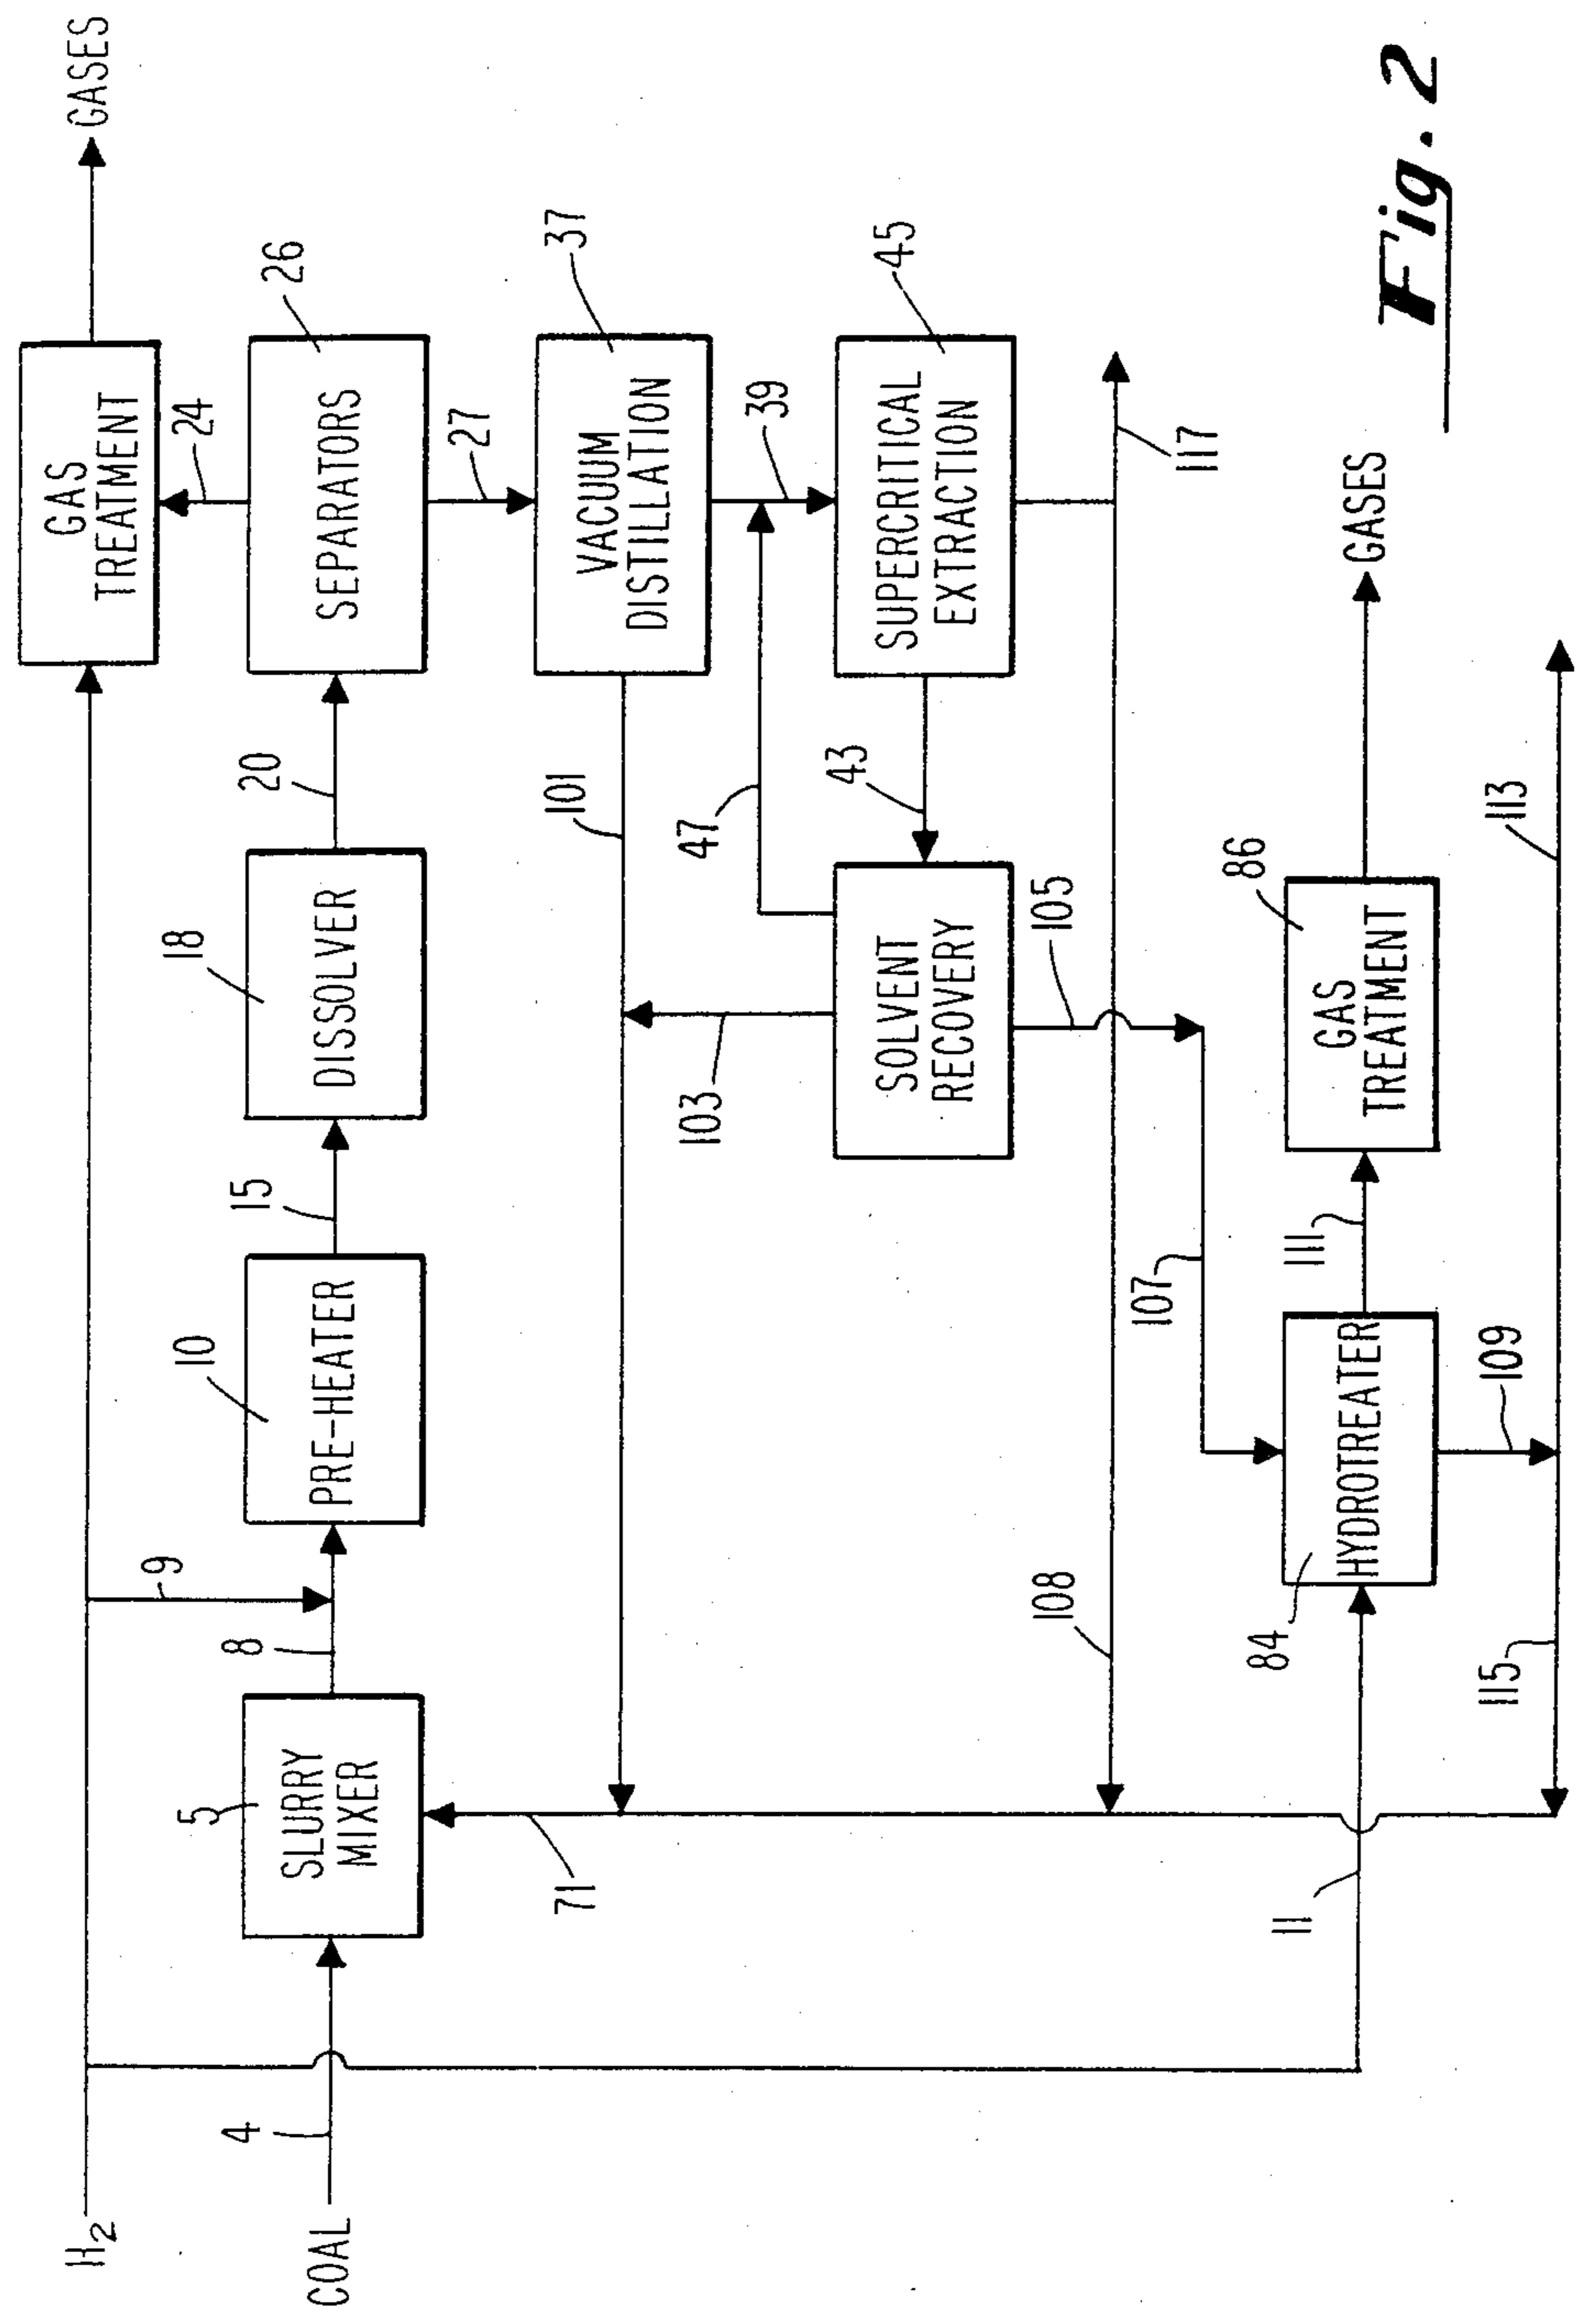 H2
GAS
TREATMENT
GASES
9
24
COAL
4
5
SLURRY
MIXER
8
10
PRE-HEATER
15
18
DISSOLVER
20
26
SEPARATORS
27
37
VACUUM
DISTILLATION
71
101
103
47
39
43
45
SUPERCRITICAL
EXTRACTION
SOLVENT
RECOVERY
105
108
117
107
11
84
HYDROTREATER
111
86
GAS
TREATMENT
GASES
109
115
113
Fig. 2